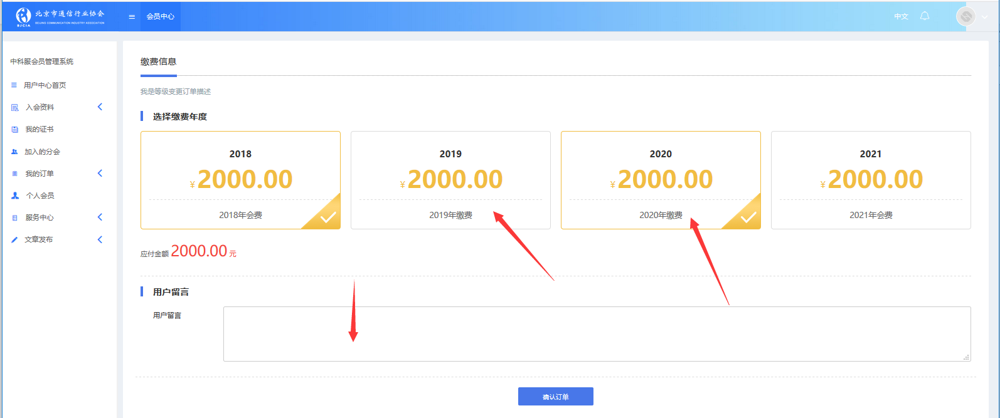 北京市通信行业协会
BEIJING COMMUNICATION INDUSTRY ASSOCIATION
BJCIA
会员中心
中文
中科服会员管理系统
用户中心首页
入会资料
我的证书
加入的分会
我的订单
个人会员
服务中心
文章发布
缴费信息
我是等级变更订单描述
选择缴费年度
2018
¥2000.00
2018年会费
2019
¥2000.00
2019年缴费
2020
¥2000.00
2020年缴费
2021
¥2000.00
2021年会费
应付金额 2000.00 元
用户留言
用户留言
确认订单